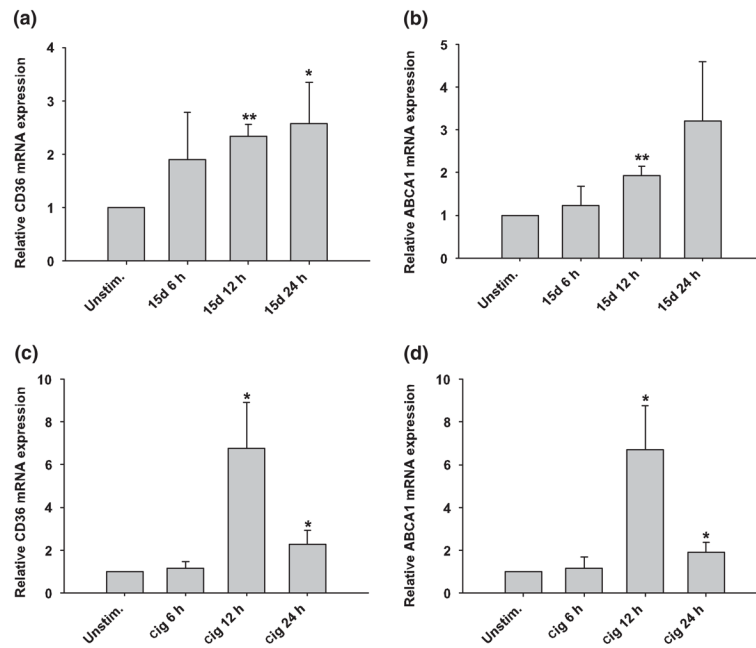 (a)
Relative CD36 mRNA expression
4
3
2
1
0
*
**
Unstim.
15d 6 h
15d 12 h
15d 24 h
(b)
Relative ABCA1 mRNA expression
5
4
3
2
1
0
**
Unstim.
15d 6 h
15d 12 h
15d 24 h
(c)
Relative CD36 mRNA expression
10
8
6
4
2
0
*
*
Unstim.
cig 6 h
cig 12 h
cig 24 h
(d)
Relative ABCA1 mRNA expression
10
8
6
4
2
0
*
*
Unstim.
cig 6 h
cig 12 h
cig 24 h